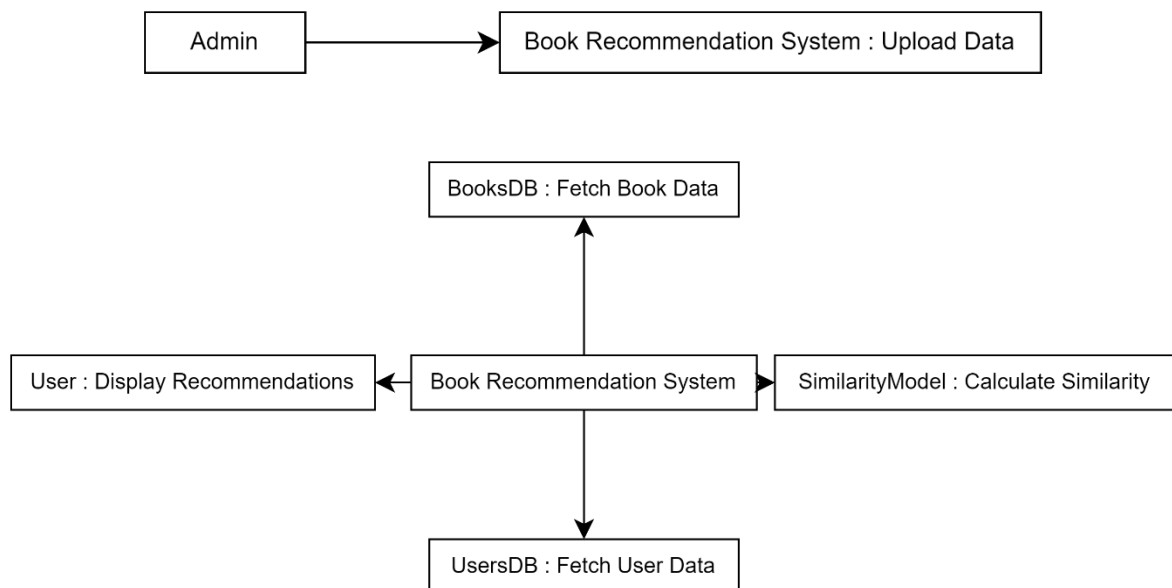 Admin
Book Recommendation System : Upload Data
BooksDB : Fetch Book Data
User : Display Recommendations
Book Recommendation System
SimilarityModel : Calculate Similarity
UsersDB : Fetch User Data